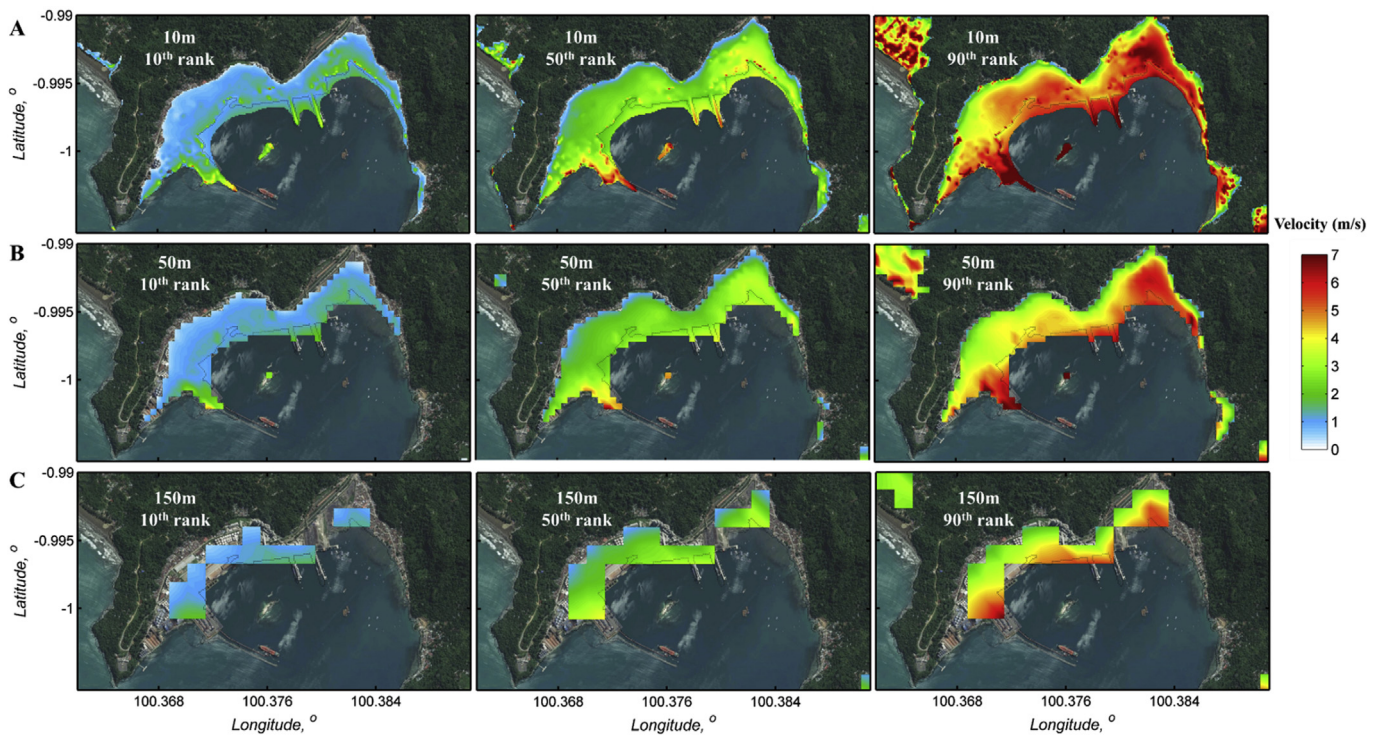 A
10m
10th rank
10m
50th rank
10m
90th rank
-0.99
-0.995
-1
Latitude, o
B
50m
10th rank
50m
50th rank
50m
90th rank
-0.99
-0.995
-1
Latitude, o
Velocity (m/s)
7
6
5
4
3
2
1
0
C
150m
10th rank
150m
50th rank
150m
90th rank
-0.99
-0.995
-1
Latitude, o
100.368 100.376 100.384
100.368 100.376 100.384
100.368 100.376 100.384
Longitude, o
Longitude, o
Longitude, o